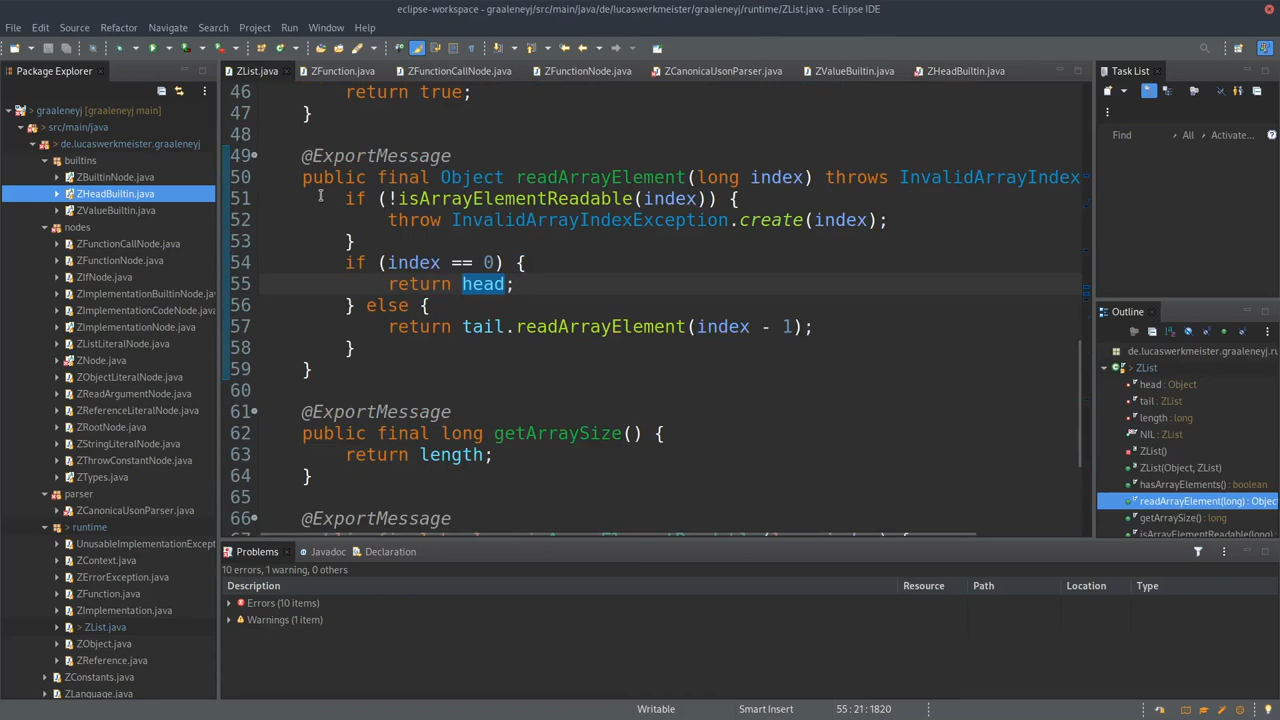 eclipse-workspace - graaleneyj/src/main/java/de/lucaswerkmeister/graaleneyj/runtime/ZList.java - Eclipse IDE
File Edit Source Refactor Navigate Search Project Run Window Help
Package Explorer
> graaleneyj [graaleneyj main]
> src/main/java
> de.lucaswerkmeister.graaleneyj
builtins
ZBuiltinNode.java
ZHeadBuiltin.java
ZValueBuiltin.java
nodes
ZFunctionCallNode.java
ZFunctionNode.java
ZIfNode.java
ZImplementationBuiltinNode.java
ZImplementationCodeNode.java
ZImplementationNode.java
ZListLiteralNode.java
ZNode.java
ZObjectLiteralNode.java
ZReadArgumentNode.java
ZReferenceLiteralNode.java
ZRootNode.java
ZStringLiteralNode.java
ZThrowConstantNode.java
ZTypes.java
parser
ZCanonicalJsonParser.java
> runtime
UnusableImplementationExcept
ZContext.java
ZErrorException.java
ZFunction.java
ZImplementation.java
> ZList.java
ZObject.java
ZReference.java
ZConstants.java
ZLanguage.java
ZList.java ZFunction.java ZFunctionCallNode.java ZFunctionNode.java ZCanonicalJsonParser.java ZValueBuiltin.java ZHeadBuiltin.java
46 return true;
47 }
48
49 @ExportMessage
50 public final Object readArrayElement(long index) throws InvalidArrayIndex
51 if (!isArrayElementReadable(index)) {
52 throw InvalidArrayIndexException.create(index);
53 }
54 if (index == 0) {
55 return head;
56 } else {
57 return tail.readArrayElement(index - 1);
58 }
59 }
60
61 @ExportMessage
62 public final long getArraySize() {
63 return length;
64 }
65
66 @ExportMessage
Problems Javadoc Declaration
10 errors, 1 warning, 0 others
Description Resource Path Location Type
Errors (10 items)
Warnings (1 item)
Task List
Find All Activate...
Outline
de.lucaswerkmeister.graaleneyj.ru
> ZList
head : Object
tail : ZList
length : long
NIL : ZList
ZList()
ZList(Object, ZList)
hasArrayElements() : boolean
readArrayElement(long) : Objec
getArraySize() : long
isArrayElementReadable(long)
Writable Smart Insert 55 : 21 : 1820